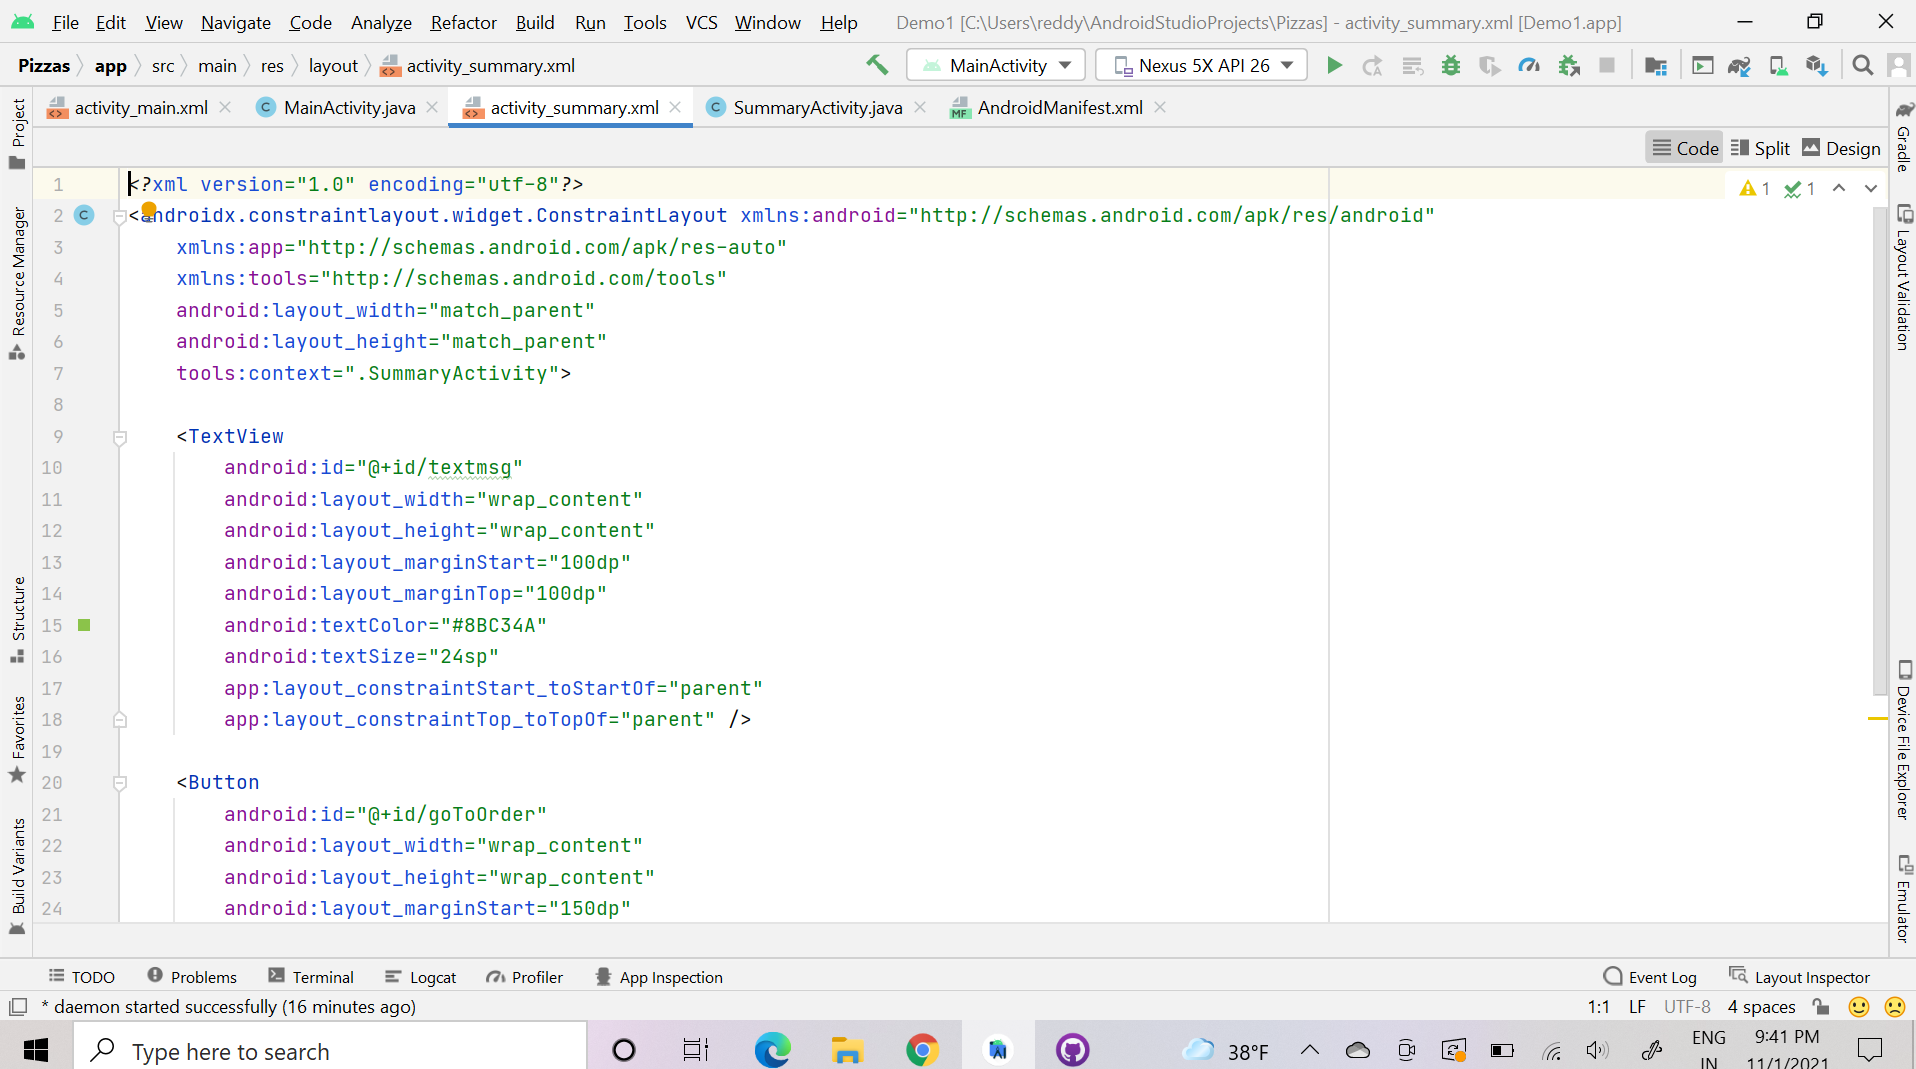 File Edit View Navigate Code Analyze Refactor Build Run Tools VCS Window Help Demo1 [C:\Users\reddy\AndroidStudioProjects\Pizzas] - activity_summary.xml [Demo1.app]
Pizzas app src main res layout activity_summary.xml MainActivity Nexus 5X API 26
activity_main.xml MainActivity.java activity_summary.xml SummaryActivity.java AndroidManifest.xml
Code Split Design
1 <?xml version="1.0" encoding="utf-8"?> 1 1
2 <androidx.constraintlayout.widget.ConstraintLayout xmlns:android="http://schemas.android.com/apk/res/android"
3 xmlns:app="http://schemas.android.com/apk/res-auto"
4 xmlns:tools="http://schemas.android.com/tools"
5 android:layout_width="match_parent"
6 android:layout_height="match_parent"
7 tools:context=".SummaryActivity">
8
9 <TextView
10 android:id="@+id/textmsg"
11 android:layout_width="wrap_content"
12 android:layout_height="wrap_content"
13 android:layout_marginStart="100dp"
14 android:layout_marginTop="100dp"
15 android:textColor="#8BC34A"
16 android:textSize="24sp"
17 app:layout_constraintStart_toStartOf="parent"
18 app:layout_constraintTop_toTopOf="parent" />
19
20 <Button
21 android:id="@+id/goToOrder"
22 android:layout_width="wrap_content"
23 android:layout_height="wrap_content"
24 android:layout_marginStart="150dp"
Project
Resource Manager
Structure
Favorites
Build Variants
Gradle
Layout Validation
Device File Explorer
Emulator
TODO Problems Terminal Logcat Profiler App Inspection Event Log Layout Inspector
* daemon started successfully (16 minutes ago) 1:1 LF UTF-8 4 spaces
Type here to search 38°F ENG IN 9:41 PM 11/1/2021